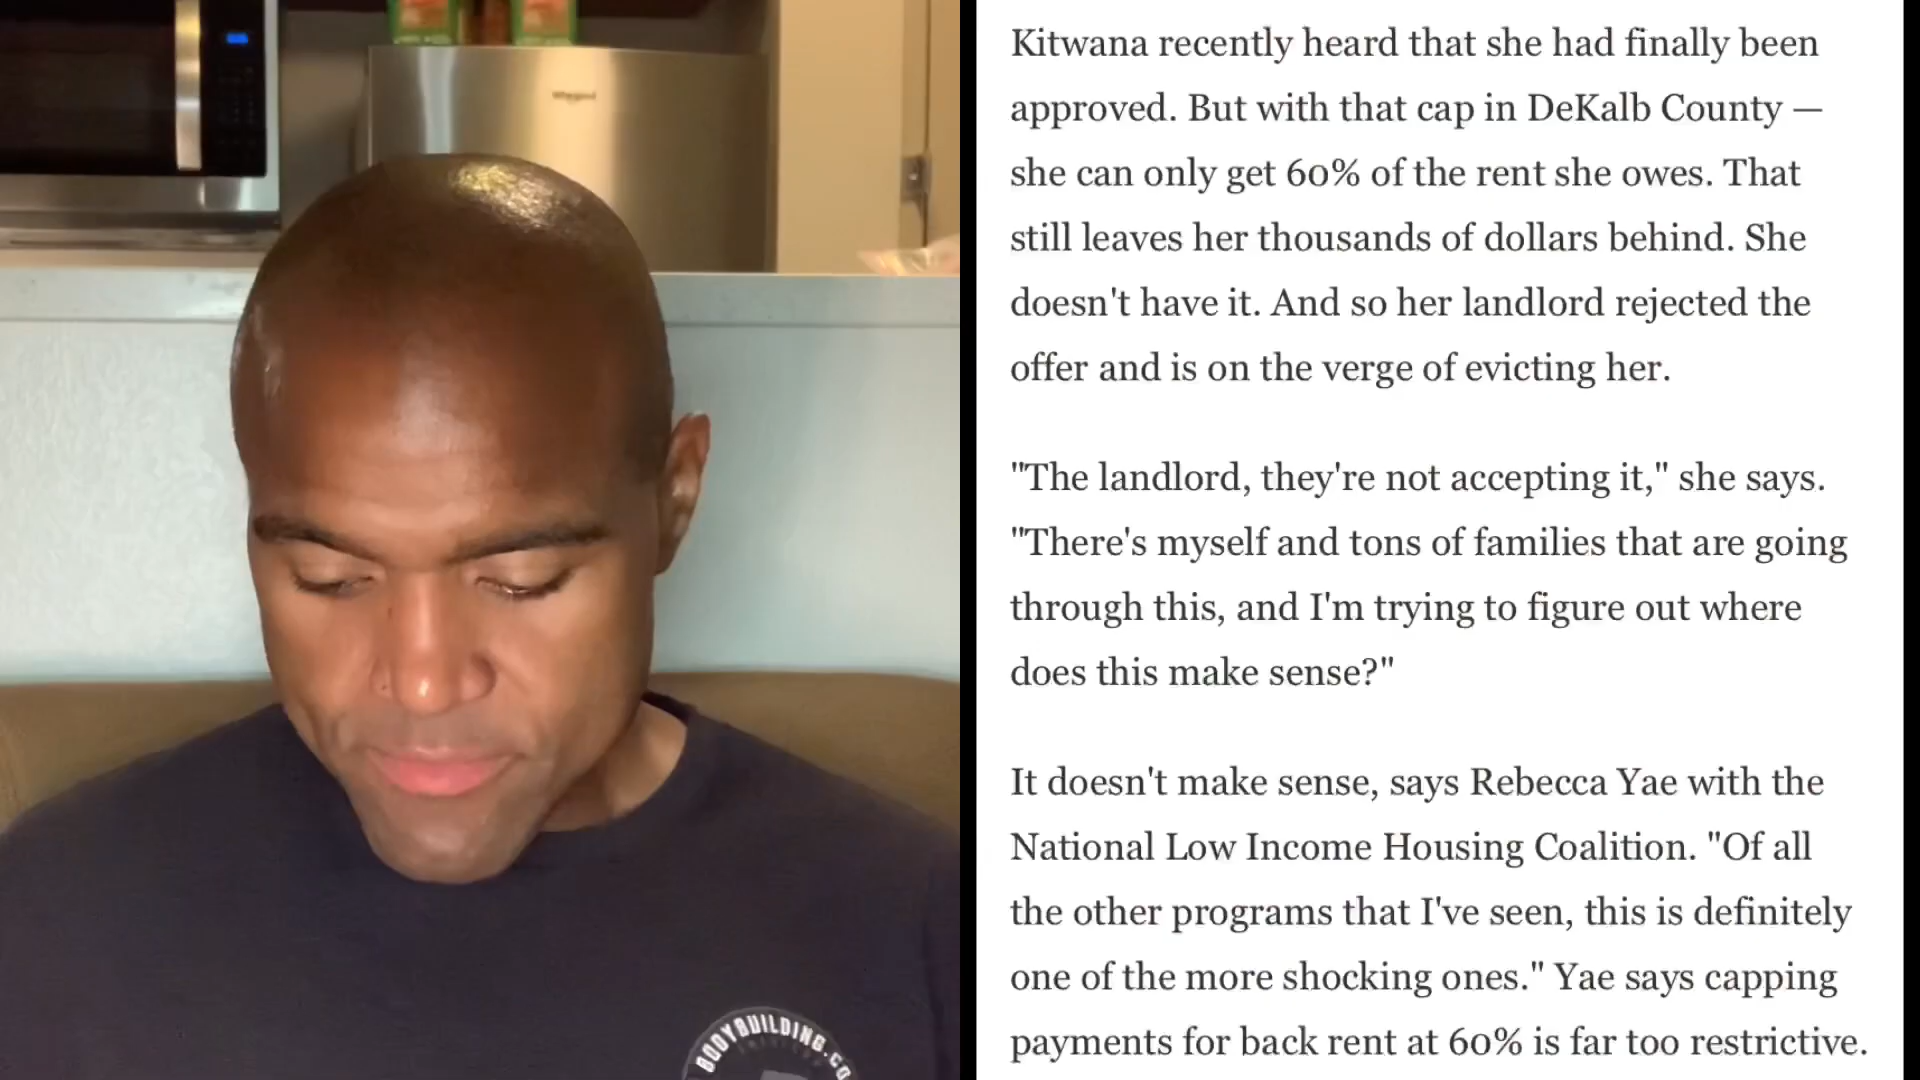 Whirlpool
BODYBUILDING.CO
Kitwana recently heard that she had finally been
approved. But with that cap in DeKalb County —
she can only get 60% of the rent she owes. That
still leaves her thousands of dollars behind. She
doesn't have it. And so her landlord rejected the
offer and is on the verge of evicting her.
"The landlord, they're not accepting it," she says.
"There's myself and tons of families that are going
through this, and I'm trying to figure out where
does this make sense?"
It doesn't make sense, says Rebecca Yae with the
National Low Income Housing Coalition. "Of all
the other programs that I've seen, this is definitely
one of the more shocking ones." Yae says capping
payments for back rent at 60% is far too restrictive.